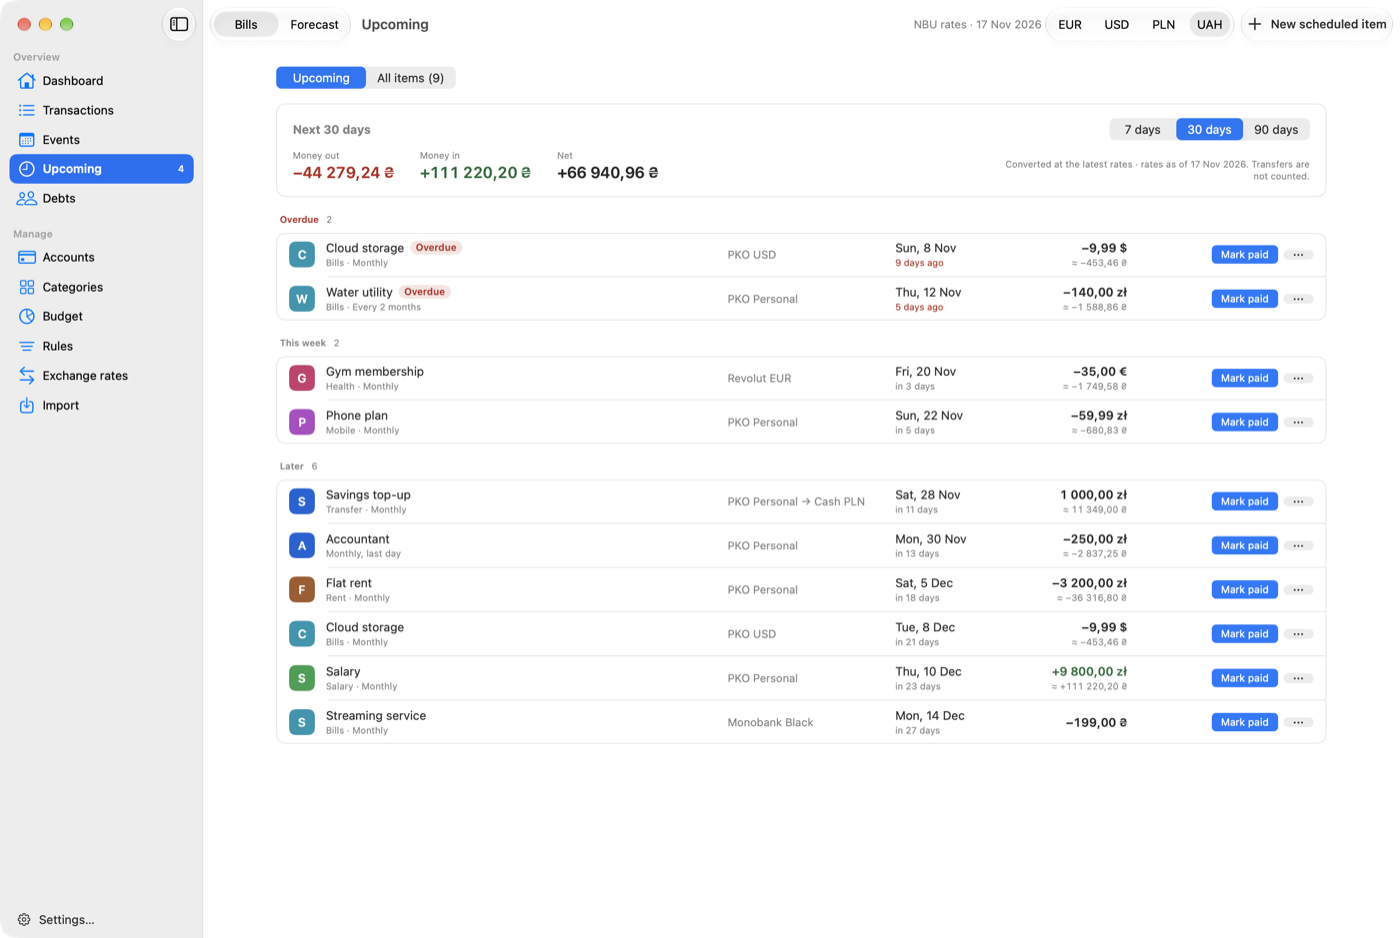 Bills
Forecast
Upcoming
NBU rates · 17 Nov 2026
EUR
USD
PLN
UAH
New scheduled item
Overview
Dashboard
Transactions
Events
Upcoming 4
Debts
Manage
Accounts
Categories
Budget
Rules
Exchange rates
Import
Settings...
Upcoming
All items (9)
Next 30 days
7 days
30 days
90 days
Money out
−44 279,24 ₴
Money in
+111 220,20 ₴
Net
+66 940,96 ₴
Converted at the latest rates · rates as of 17 Nov 2026. Transfers are
not counted.
Overdue 2
C
Cloud storage Overdue
Bills · Monthly
PKO USD
Sun, 8 Nov
9 days ago
−9,99 $
≈ −453,46 ₴
Mark paid
W
Water utility Overdue
Bills · Every 2 months
PKO Personal
Thu, 12 Nov
5 days ago
−140,00 zł
≈ −1 588,86 ₴
Mark paid
This week 2
G
Gym membership
Health · Monthly
Revolut EUR
Fri, 20 Nov
in 3 days
−35,00 €
≈ −1 749,58 ₴
Mark paid
P
Phone plan
Mobile · Monthly
PKO Personal
Sun, 22 Nov
in 5 days
−59,99 zł
≈ −680,83 ₴
Mark paid
Later 6
S
Savings top-up
Transfer · Monthly
PKO Personal → Cash PLN
Sat, 28 Nov
in 11 days
1 000,00 zł
≈ 11 349,00 ₴
Mark paid
A
Accountant
Monthly, last day
PKO Personal
Mon, 30 Nov
in 13 days
−250,00 zł
≈ −2 837,25 ₴
Mark paid
F
Flat rent
Rent · Monthly
PKO Personal
Sat, 5 Dec
in 18 days
−3 200,00 zł
≈ −36 316,80 ₴
Mark paid
C
Cloud storage
Bills · Monthly
PKO USD
Tue, 8 Dec
in 21 days
−9,99 $
≈ −453,46 ₴
Mark paid
S
Salary
Salary · Monthly
PKO Personal
Thu, 10 Dec
in 23 days
+9 800,00 zł
≈ +111 220,20 ₴
Mark paid
S
Streaming service
Bills · Monthly
Monobank Black
Mon, 14 Dec
in 27 days
−199,00 ₴
Mark paid